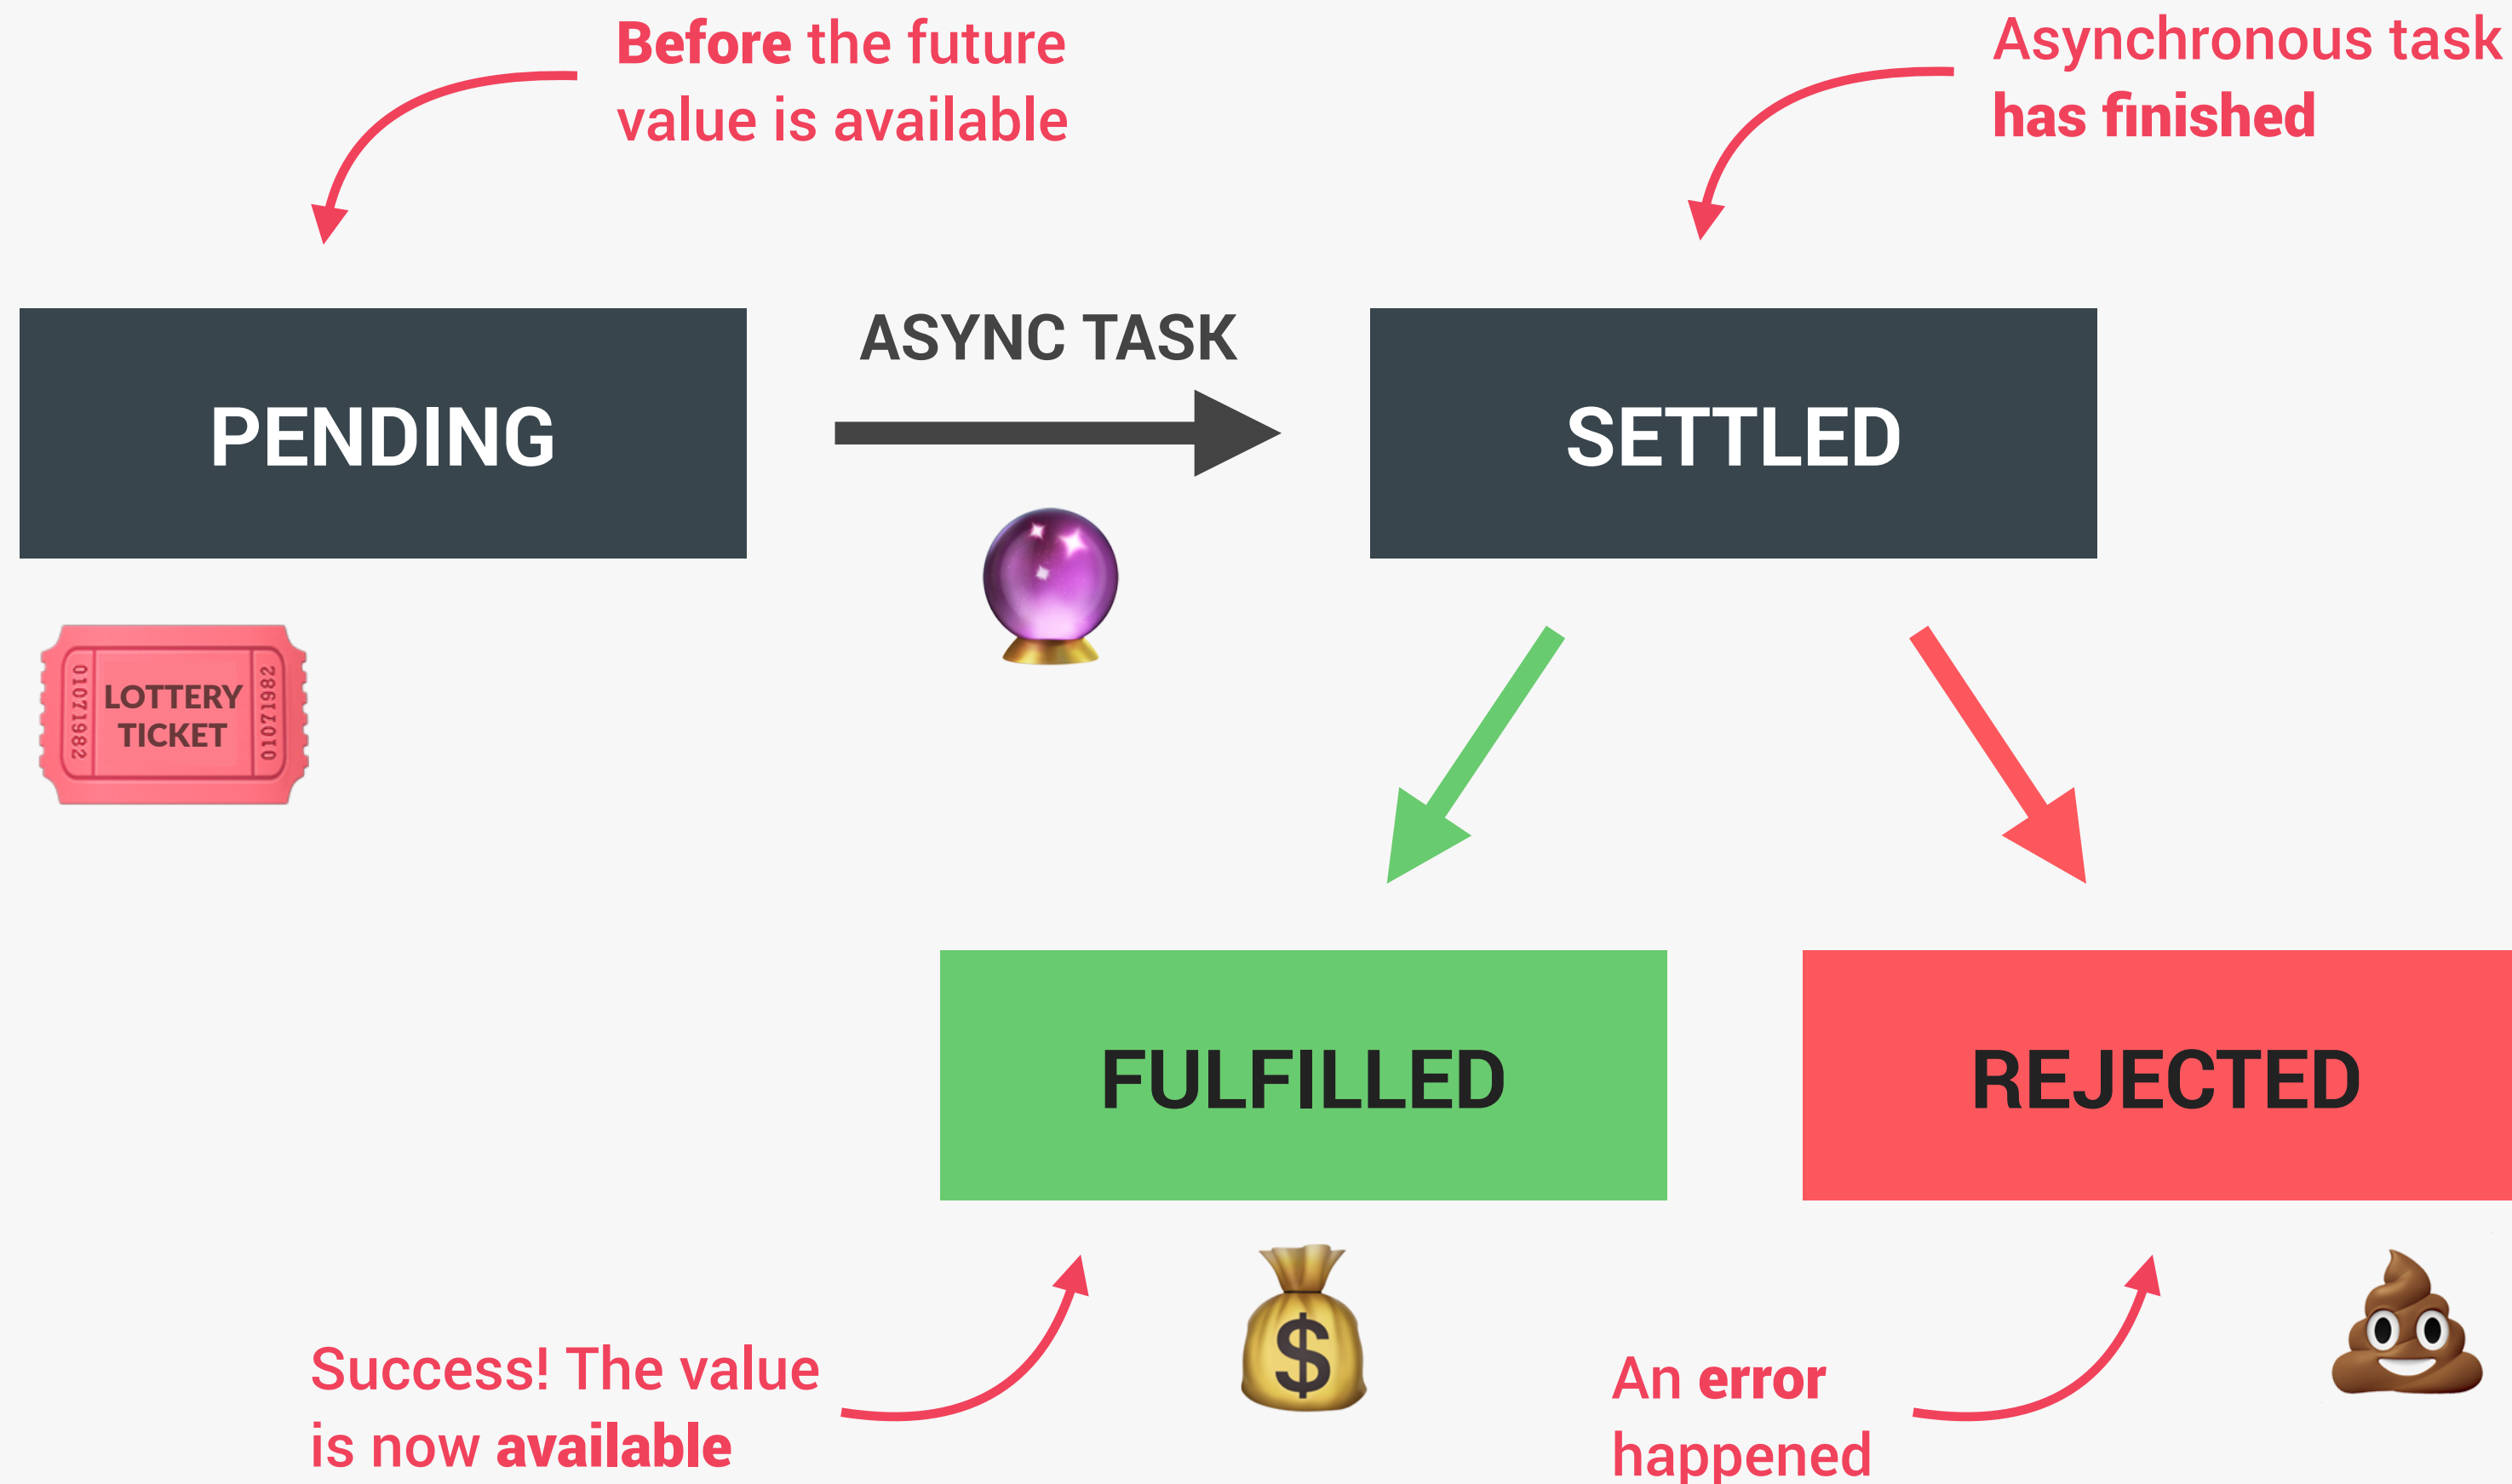 Before the future
value is available
Asynchronous task
has finished
PENDING
ASYNC TASK
SETTLED
LOTTERY
TICKET
01071982
01071982
FULFILLED
REJECTED
$
Success! The value
is now available
An error
happened